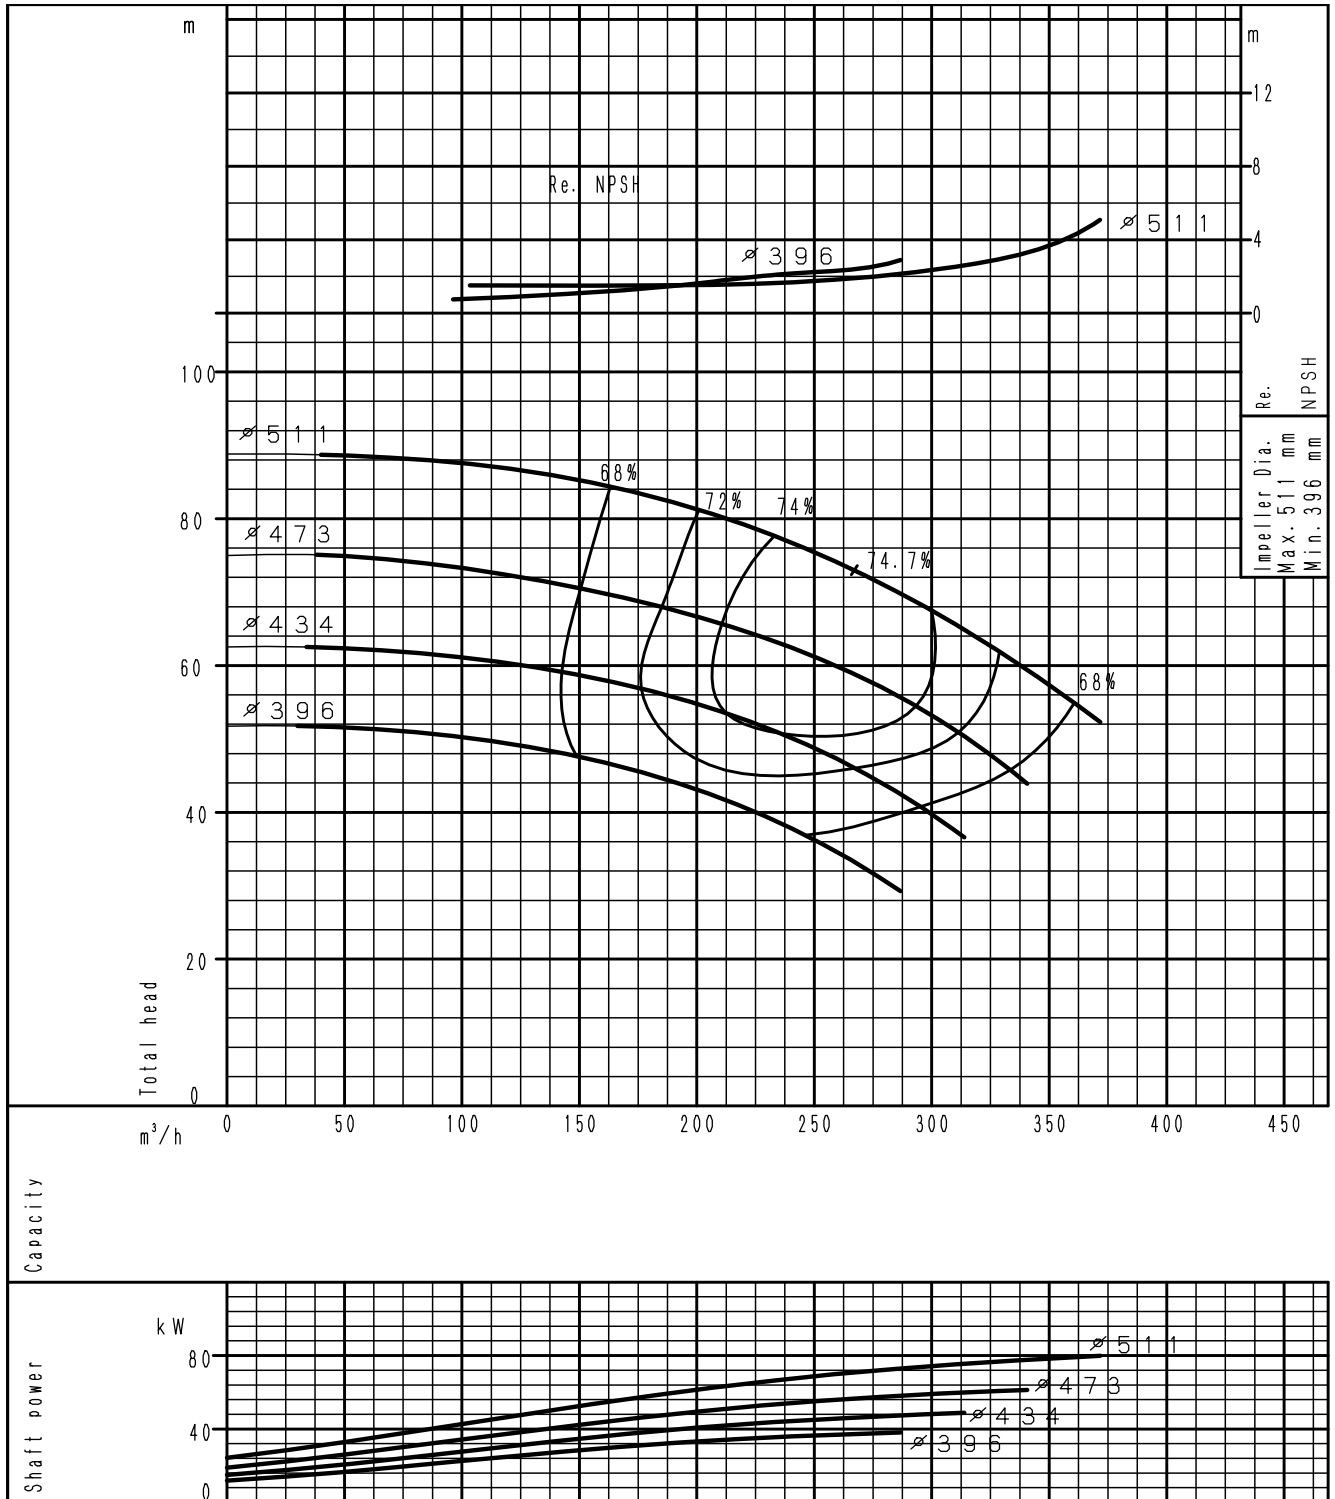 m
m
12
8
Re. NPSH
4
⌀511
⌀396
0
Re.
NPSH
100
⌀511
68%
72%
74%
80
⌀473
74.7%
Impeller Dia.
Max. 511 mm
Min. 396 mm
⌀434
60
68%
⌀396
40
20
Total head
0
m³/h
0 50 100 150 200 250 300 350 400 450
Capacity
kW
80
⌀511
⌀473
⌀434
40
⌀396
Shaft power
0